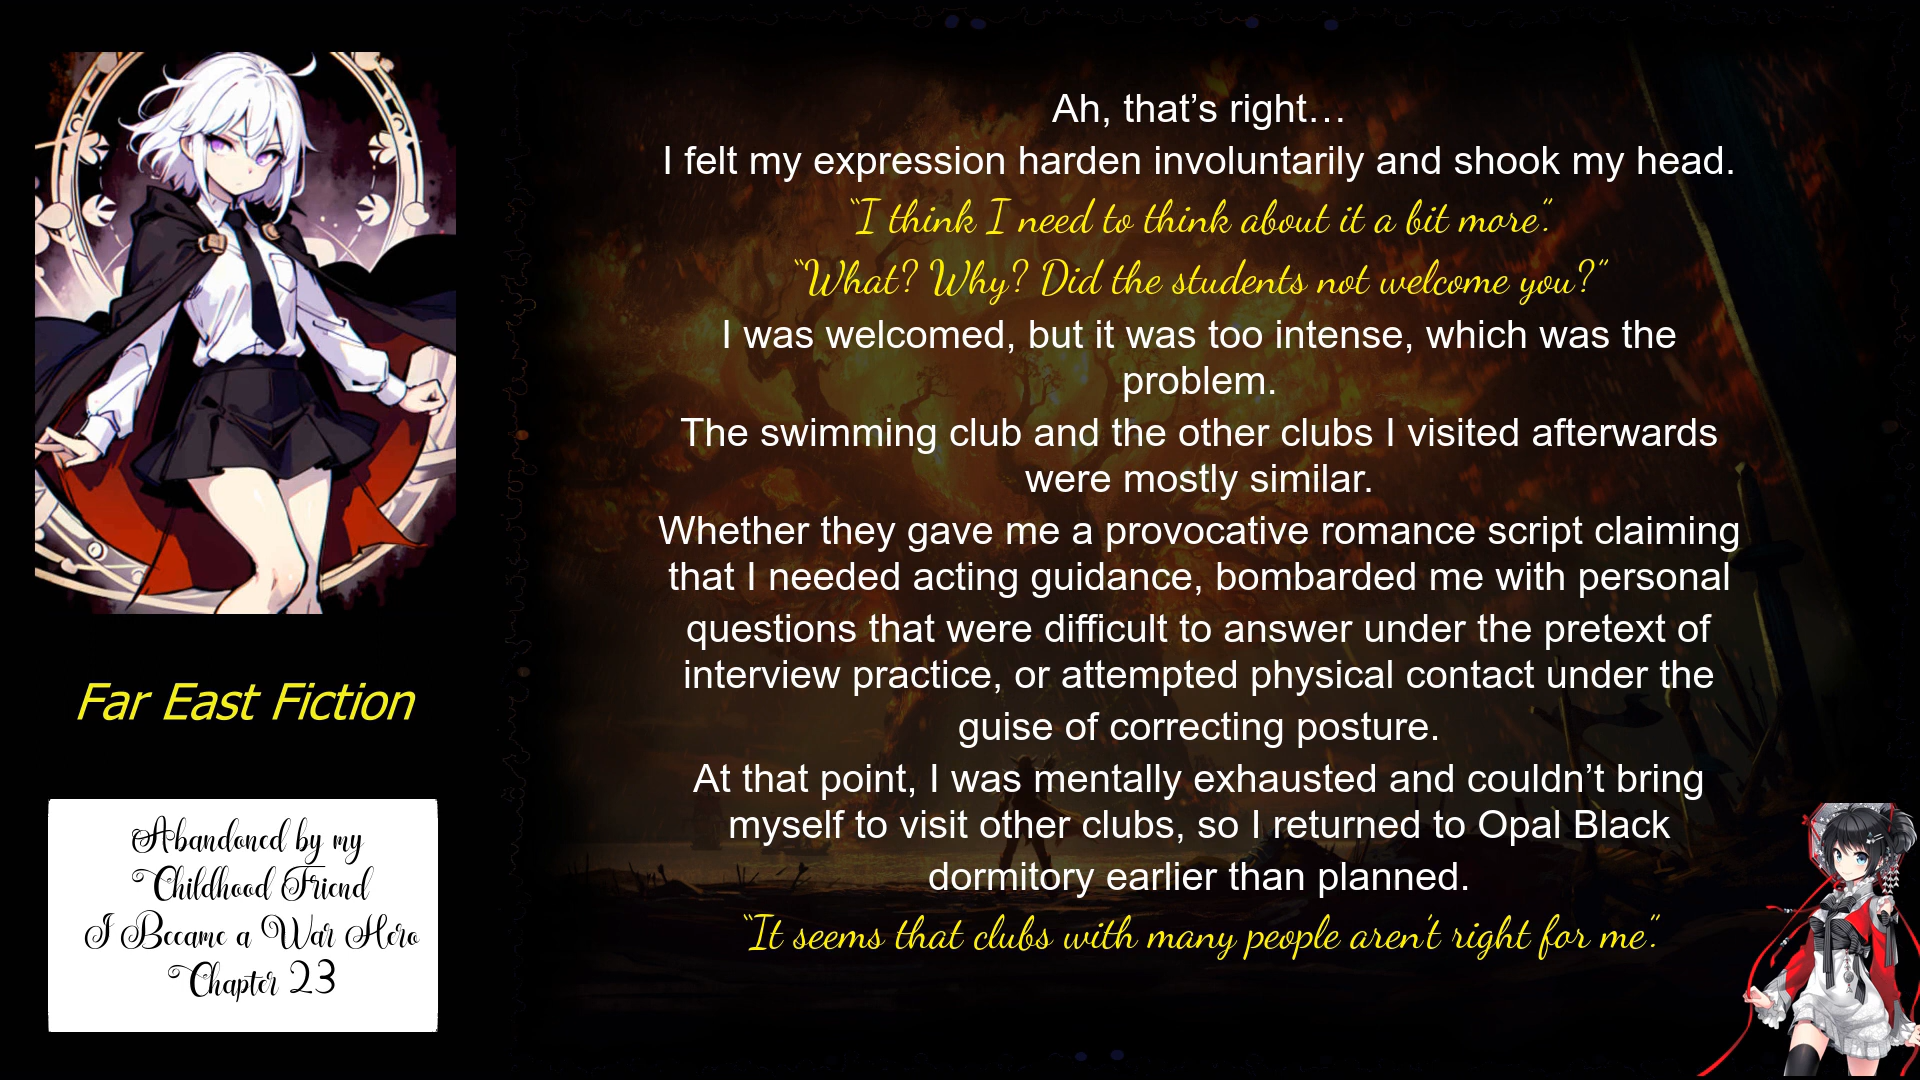 Ah, that’s right…
I felt my expression harden involuntarily and shook my head.
“I think I need to think about it a bit more”.
“What? Why? Did the students not welcome you?”
I was welcomed, but it was too intense, which was the
problem.
The swimming club and the other clubs I visited afterwards
were mostly similar.
Whether they gave me a provocative romance script claiming
that I needed acting guidance, bombarded me with personal
questions that were difficult to answer under the pretext of
interview practice, or attempted physical contact under the
guise of correcting posture.
At that point, I was mentally exhausted and couldn’t bring
myself to visit other clubs, so I returned to Opal Black
dormitory earlier than planned.
“It seems that clubs with many people aren’t right for me”.
Far East Fiction
Abandoned by my
Childhood Friend
I Became a War Hero
Chapter 23